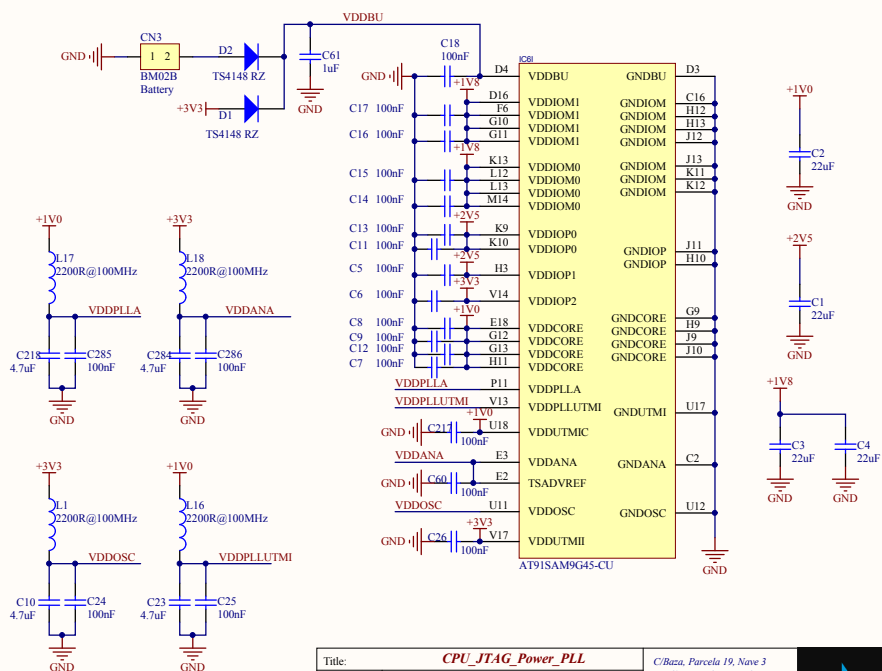 VDDBU
CN3
GND
1 2
BM02B
Battery
D2
TS4148 RZ
+3V3
D1
TS4148 RZ
C61
1uF
GND
C18
100nF
GND
+1V8
C17 100nF
C16 100nF
+1V8
C15 100nF
C14 100nF
+2V5
C13 100nF
C11 100nF
+2V5
C5 100nF
+3V3
C6 100nF
+1V0
C8 100nF
C9 100nF
C12 100nF
C7 100nF
VDDPLLA
VDDPLLUTMI
+1V0
GND C217
100nF
VDDANA
GND C60
100nF
VDDOSC
+3V3
GND C26
100nF
IC6I
D4 VDDBU GNDBU D3
D16 VDDIOM1 GNDIOM C16
F6 VDDIOM1 GNDIOM H12
G10 VDDIOM1 GNDIOM H13
G11 VDDIOM1 GNDIOM J12
K13 VDDIOM0 GNDIOM J13
L12 VDDIOM0 GNDIOM K11
L13 VDDIOM0 GNDIOM K12
M14 VDDIOM0
K9 VDDIOP0
K10 VDDIOP0 GNDIOP J11
GNDIOP H10
H3 VDDIOP1
V14 VDDIOP2
E18 VDDCORE GNDCORE G9
G12 VDDCORE GNDCORE H9
G13 VDDCORE GNDCORE J9
H11 VDDCORE GNDCORE J10
P11 VDDPLLA
V13 VDDPLLUTMI GNDUTMI U17
U18 VDDUTMIC
E3 VDDANA GNDANA C2
E2 TSADVREF
U11 VDDOSC GNDOSC U12
V17 VDDUTMII
AT91SAM9G45-CU
GND
+1V0
C2
22uF
GND
+2V5
C1
22uF
GND
+1V8
C3
22uF
GND
C4
22uF
GND
+1V0
L17
2200R@100MHz
VDDPLLA
C218
4.7uF
C285
100nF
GND
+3V3
L18
2200R@100MHz
VDDANA
C284
4.7uF
C286
100nF
GND
+3V3
L1
2200R@100MHz
VDDOSC
C10
4.7uF
C24
100nF
GND
+1V0
L16
2200R@100MHz
VDDPLLUTMI
C23
4.7uF
C25
100nF
GND
Title: CPU_JTAG_Power_PLL
C/Baza, Parcela 19, Nave 3